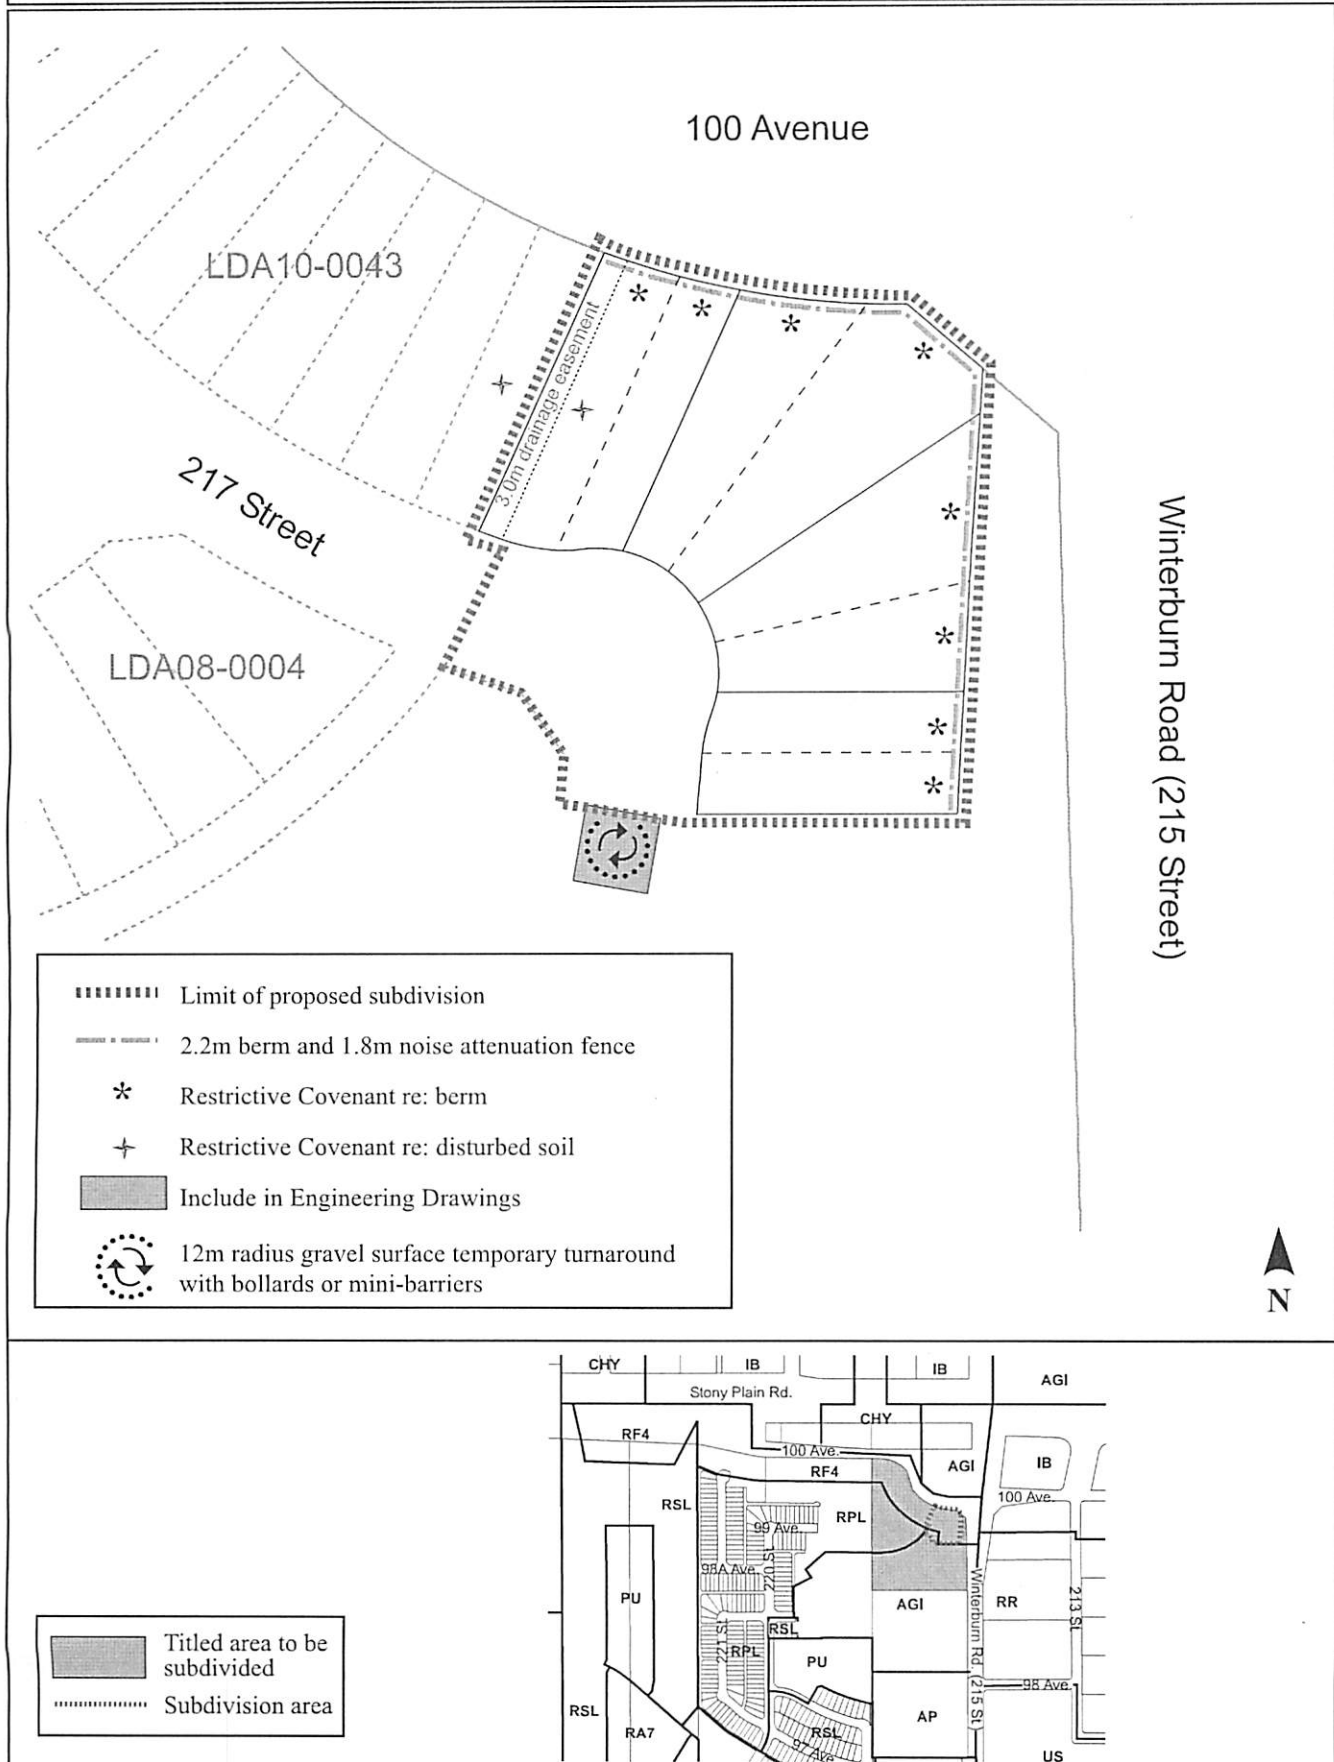 100 Avenue
LDA10-0043
3.0m drainage easement
217 Street
LDA08-0004
Winterburn Road (215 Street)
Limit of proposed subdivision
2.2m berm and 1.8m noise attenuation fence
Restrictive Covenant re: berm
Restrictive Covenant re: disturbed soil
Include in Engineering Drawings
12m radius gravel surface temporary turnaround
with bollards or mini-barriers
N
CHY
IB
IB
AGI
Stony Plain Rd.
CHY
RF4
100 Ave.
RF4
AGI
IB
100 Ave.
RSL
RPL
99 Ave.
98A Ave.
220 St
PU
AGI
RR
213 St
Winterburn Rd. (215 St)
RSL
221 St
RPL
PU
98 Ave.
RSL
RA7
RSL
97 Ave
AP
US
Titled area to be
subdivided
Subdivision area